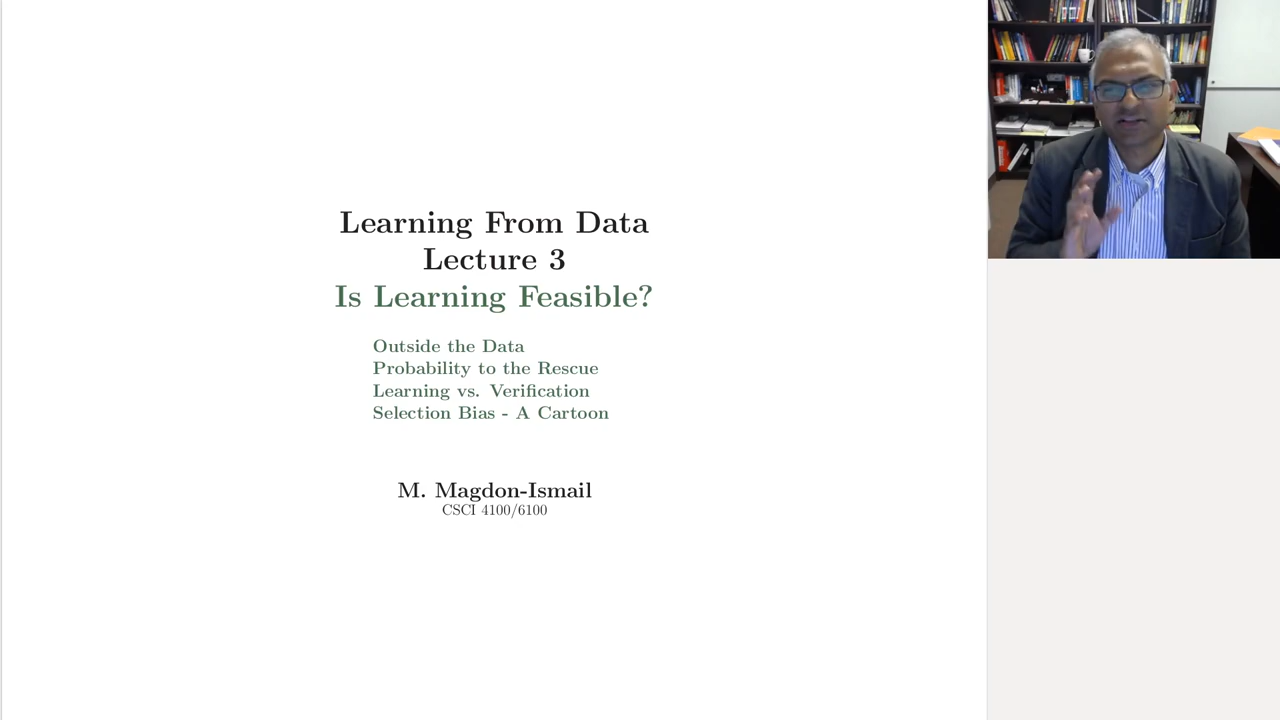 Learning From Data
Lecture 3
Is Learning Feasible?
Outside the Data
Probability to the Rescue
Learning vs. Verification
Selection Bias - A Cartoon
M. Magdon-Ismail
CSCI 4100/6100